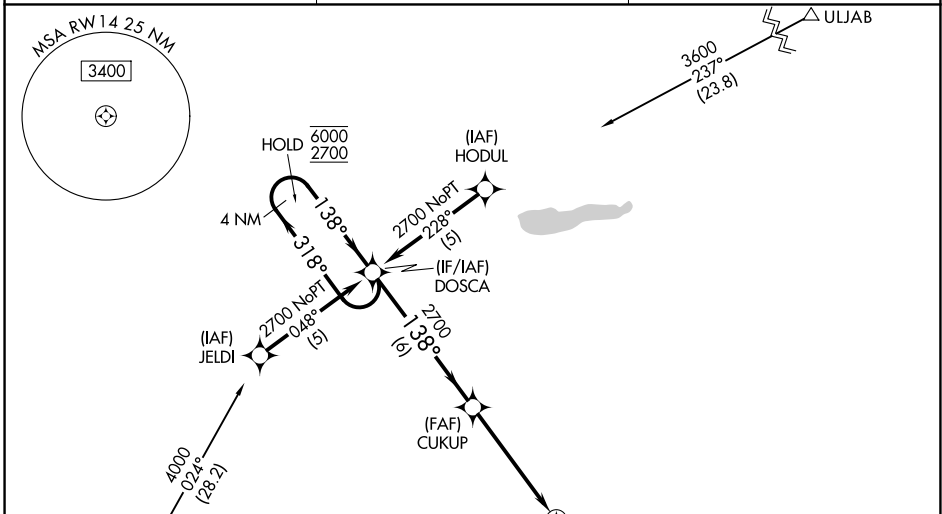 MSA RW14 25 NM
3400
ULJAB
3600
237°
(23.8)
HOLD
6000
2700
(IAF)
HODUL
4 NM
138°
318°
2700 NoPT
228°
(5)
(IF/IAF)
DOSCA
2700 NoPT
048°
(5)
(IAF)
JELDI
2700
138°
(6)
(FAF)
CUKUP
4000
024°
(28.2)